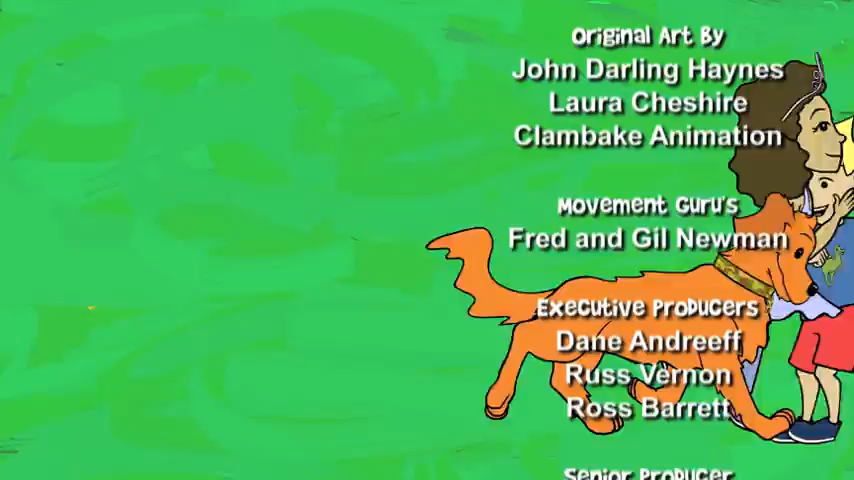 Original Art By
John Darling Haynes
Laura Cheshire
Clambake Animation
Movement Guru's
Fred and Gil Newman
Executive Producers
Dane Andreeff
Russ Vernon
Ross Barrett
Senior Producer